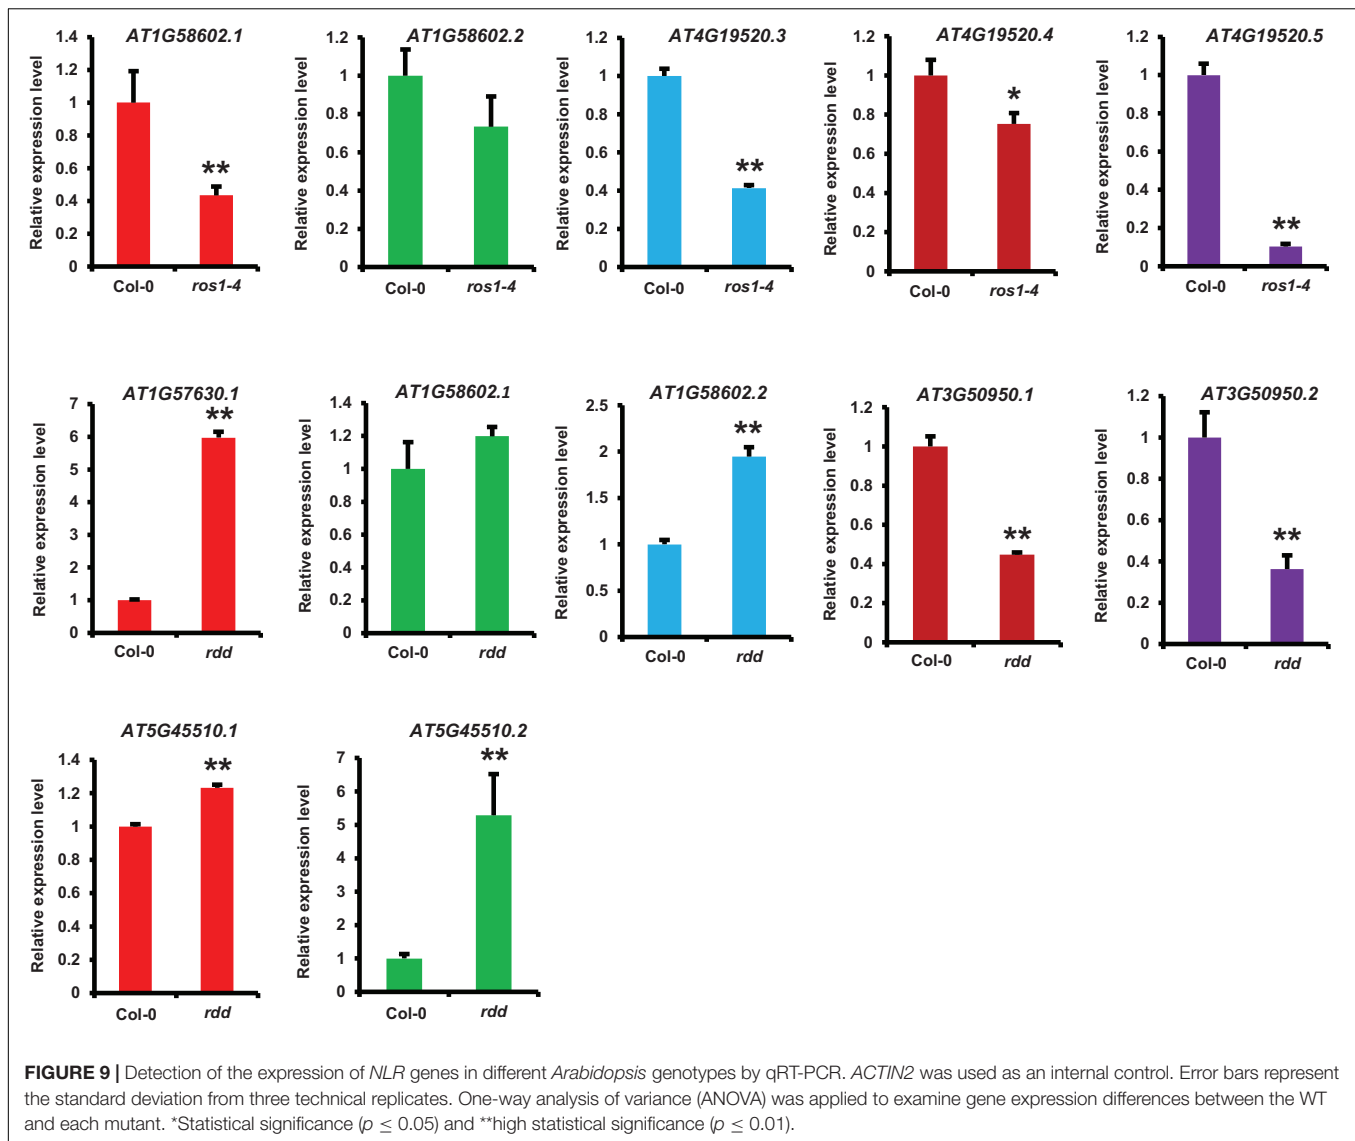 AT1G58602.1
Relative expression level
1.4
1.2
1
0.8
0.6
0.4
0.2
0
**
Col-0 ros1-4
AT1G58602.2
Relative expression level
1.2
1
0.8
0.6
0.4
0.2
0
Col-0 ros1-4
AT4G19520.3
Relative expression level
1.2
1
0.8
0.6
0.4
0.2
0
**
Col-0 ros1-4
AT4G19520.4
Relative expression level
1.2
1
0.8
0.6
0.4
0.2
0
*
Col-0 ros1-4
AT4G19520.5
Relative expression level
1.2
1
0.8
0.6
0.4
0.2
0
**
Col-0 ros1-4
AT1G57630.1
Relative expression level
7
6
5
4
3
2
1
0
**
Col-0 rdd
AT1G58602.1
Relative expression level
1.4
1.2
1
0.8
0.6
0.4
0.2
0
Col-0 rdd
AT1G58602.2
Relative expression level
2.5
2
1.5
1
0.5
0
**
Col-0 rdd
AT3G50950.1
Relative expression level
1.2
1
0.8
0.6
0.4
0.2
0
**
Col-0 rdd
AT3G50950.2
Relative expression level
1.2
1
0.8
0.6
0.4
0.2
0
**
Col-0 rdd
AT5G45510.1
Relative expression level
1.4
1.2
1
0.8
0.6
0.4
0.2
0
**
Col-0 rdd
AT5G45510.2
Relative expression level
7
6
5
4
3
2
1
0
**
Col-0 rdd
FIGURE 9 | Detection of the expression of NLR genes in different Arabidopsis genotypes by qRT-PCR. ACTIN2 was used as an internal control. Error bars represent
the standard deviation from three technical replicates. One-way analysis of variance (ANOVA) was applied to examine gene expression differences between the WT
and each mutant. *Statistical significance (p ≤ 0.05) and **high statistical significance (p ≤ 0.01).